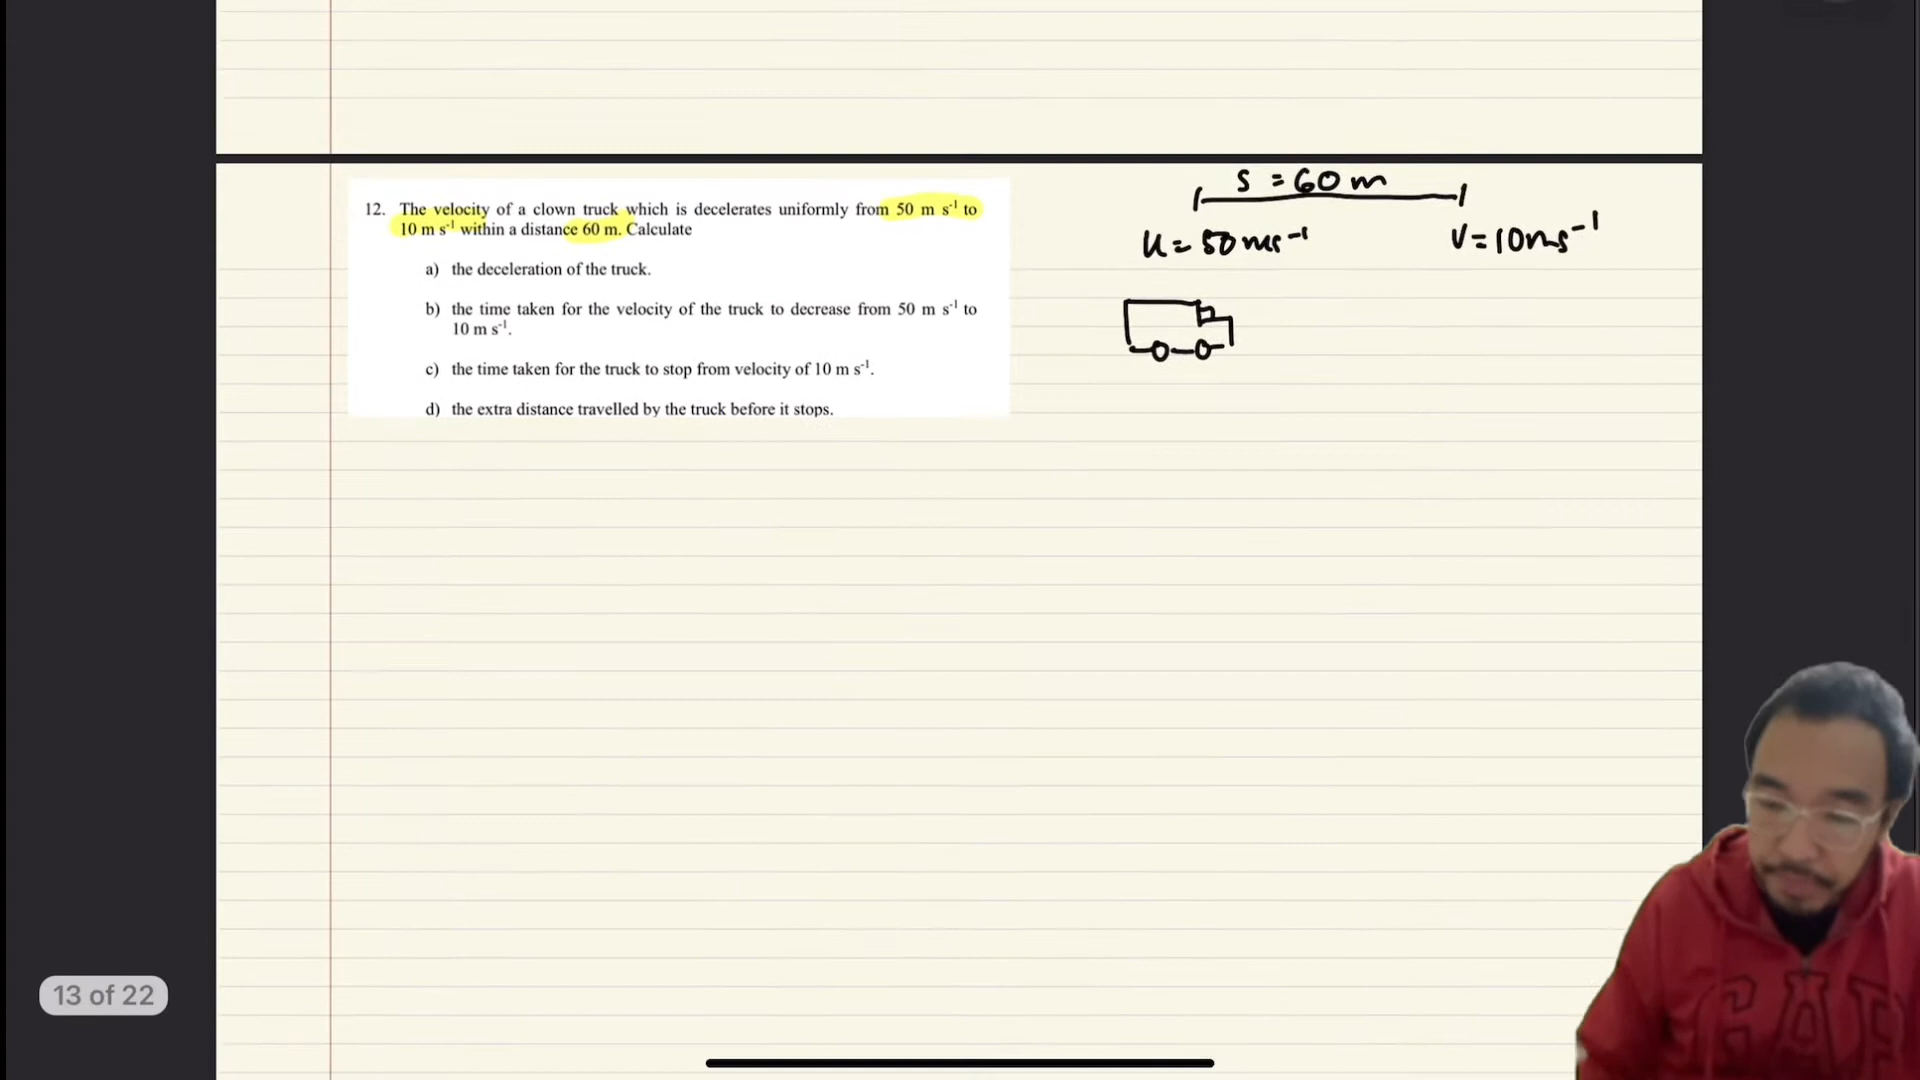 S = 60 m
u = 50 ms⁻¹
V = 10 ms⁻¹
12. The velocity of a clown truck which is decelerates uniformly from 50 m s⁻¹ to
10 m s⁻¹ within a distance 60 m. Calculate
a) the deceleration of the truck.
b) the time taken for the velocity of the truck to decrease from 50 m s⁻¹ to
10 m s⁻¹.
c) the time taken for the truck to stop from velocity of 10 m s⁻¹.
d) the extra distance travelled by the truck before it stops.
13 of 22
GAP